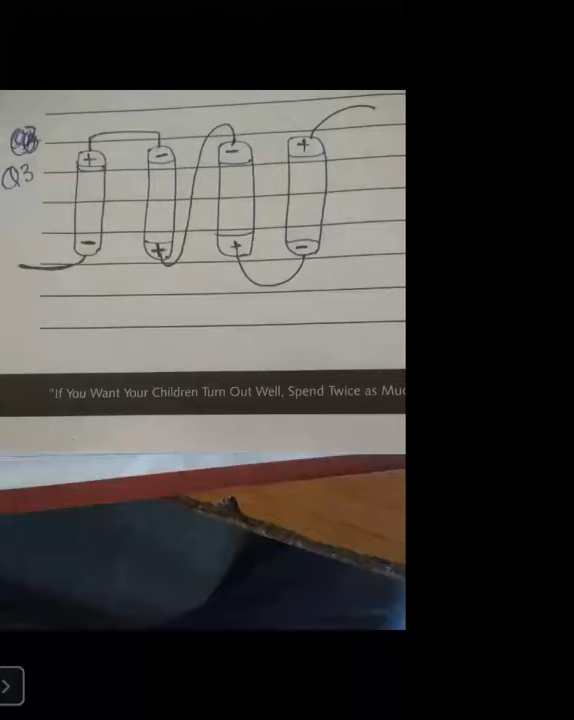 Q3
+ - - +
- + + -
"If You Want Your Children Turn Out Well, Spend Twice as Muc